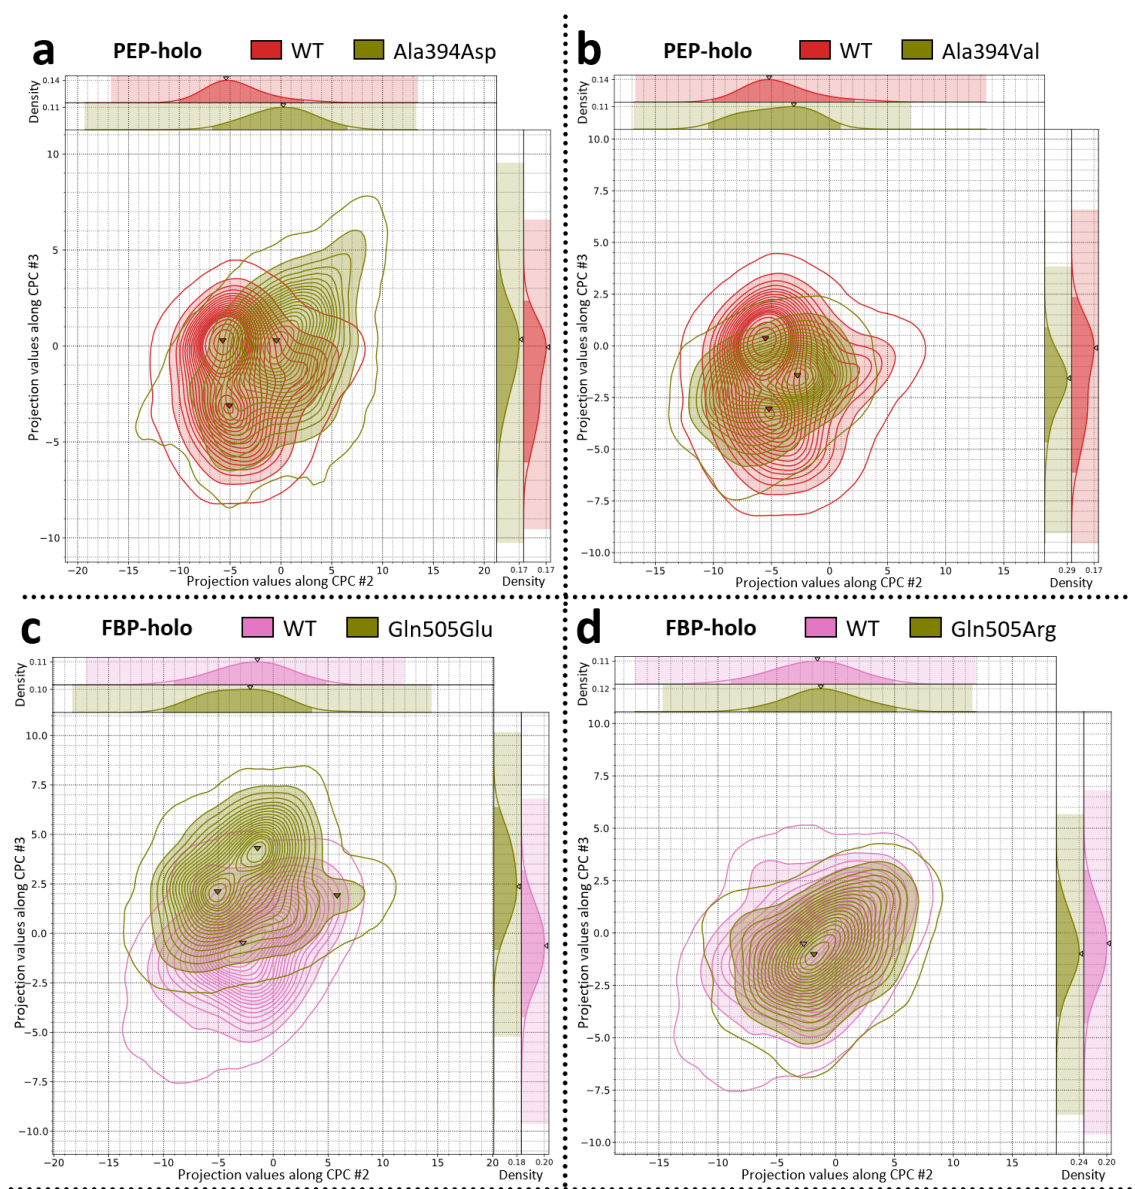 a PEP-holo WT Ala394Asp
Density
0.14
0.11
Projection values along CPC #3
10
5
0
−5
−10
−20 −15 −10 −5 0 5 10 15 20
0.17 0.17
Projection values along CPC #2
Density
b PEP-holo WT Ala394Val
Density
0.14
0.11
Projection values along CPC #3
10.0
7.5
5.0
2.5
0.0
−2.5
−5.0
−7.5
−10.0
−15 −10 −5 0 5 10 15
0.29 0.17
Projection values along CPC #2
Density
c FBP-holo WT Gln505Glu
Density
0.11
0.10
Projection values along CPC #3
10.0
7.5
5.0
2.5
0.0
−2.5
−5.0
−7.5
−10.0
−20 −15 −10 −5 0 5 10 15 20
0.18 0.20
Projection values along CPC #2
Density
d FBP-holo WT Gln505Arg
Density
0.11
0.12
Projection values along CPC #3
10.0
7.5
5.0
2.5
0.0
−2.5
−5.0
−7.5
−10.0
−15 −10 −5 0 5 10 15
0.24 0.20
Projection values along CPC #2
Density